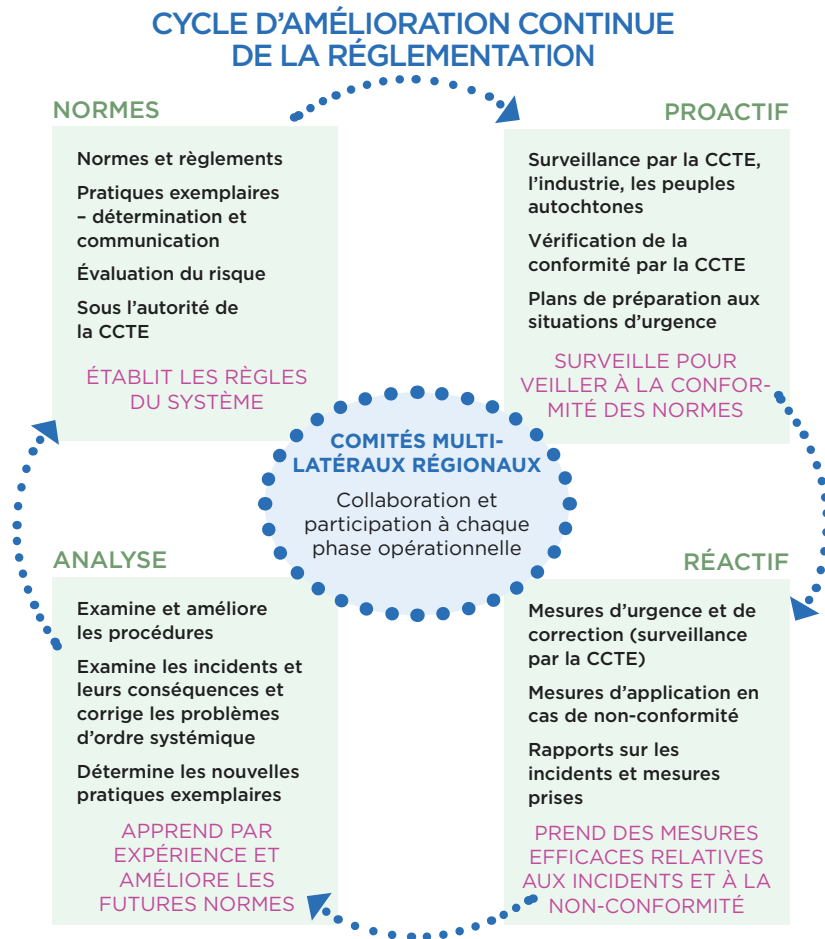 CYCLE D'AMÉLIORATION CONTINUE
DE LA RÉGLEMENTATION
NORMES
Normes et règlements
Pratiques exemplaires
– détermination et
communication
Évaluation du risque
Sous l'autorité de
la CCTE
ÉTABLIT LES RÈGLES
DU SYSTÈME
PROACTIF
Surveillance par la CCTE,
l'industrie, les peuples
autochtones
Vérification de la
conformité par la CCTE
Plans de préparation aux
situations d'urgence
SURVEILLE POUR
VEILLER À LA CONFOR-
MITÉ DES NORMES
COMITÉS MULTI-
LATÉRAUX RÉGIONAUX
Collaboration et
participation à chaque
phase opérationnelle
ANALYSE
Examine et améliore
les procédures
Examine les incidents et
leurs conséquences et
corrige les problèmes
d'ordre systémique
Détermine les nouvelles
pratiques exemplaires
APPREND PAR
EXPÉRIENCE ET
AMÉLIORE LES
FUTURES NORMES
RÉACTIF
Mesures d'urgence et de
correction (surveillance
par la CCTE)
Mesures d'application en
cas de non-conformité
Rapports sur les
incidents et mesures
prises
PREND DES MESURES
EFFICACES RELATIVES
AUX INCIDENTS ET À LA
NON-CONFORMITÉ